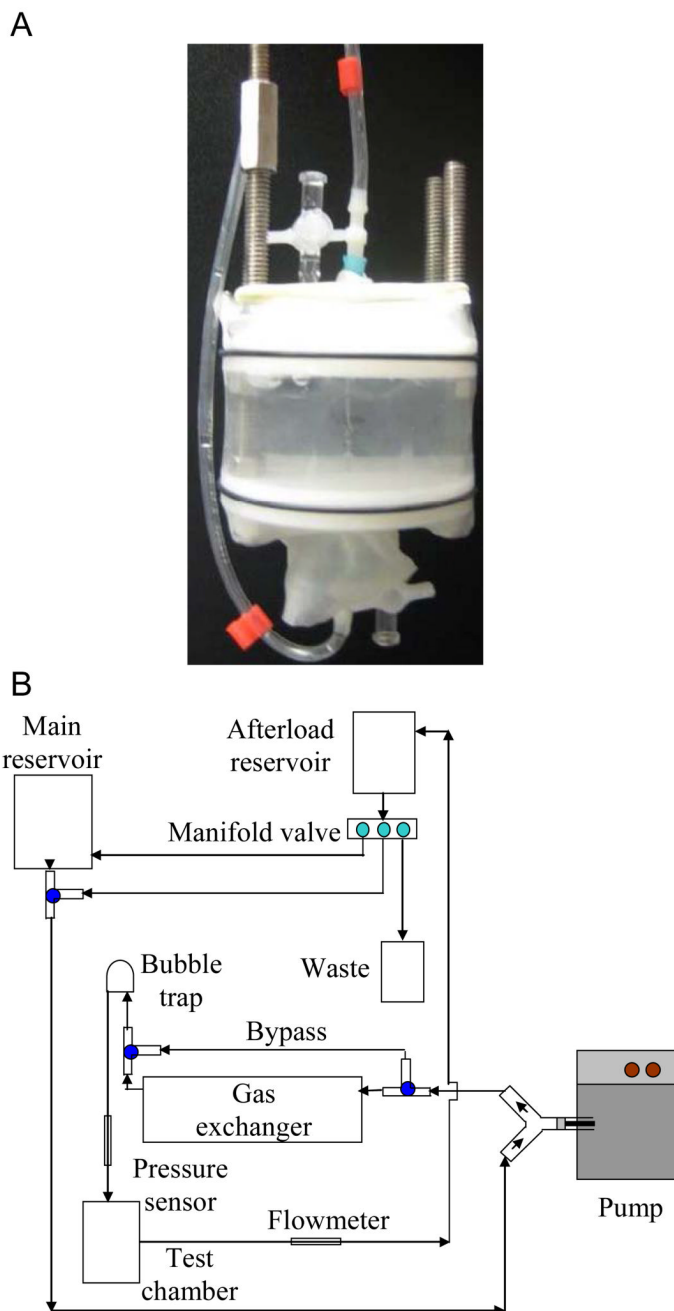 A
B
Main
reservoir
Afterload
reservoir
Manifold valve
Waste
Bubble
trap
Bypass
Gas
exchanger
Pressure
sensor
Flowmeter
Test
chamber
Pump